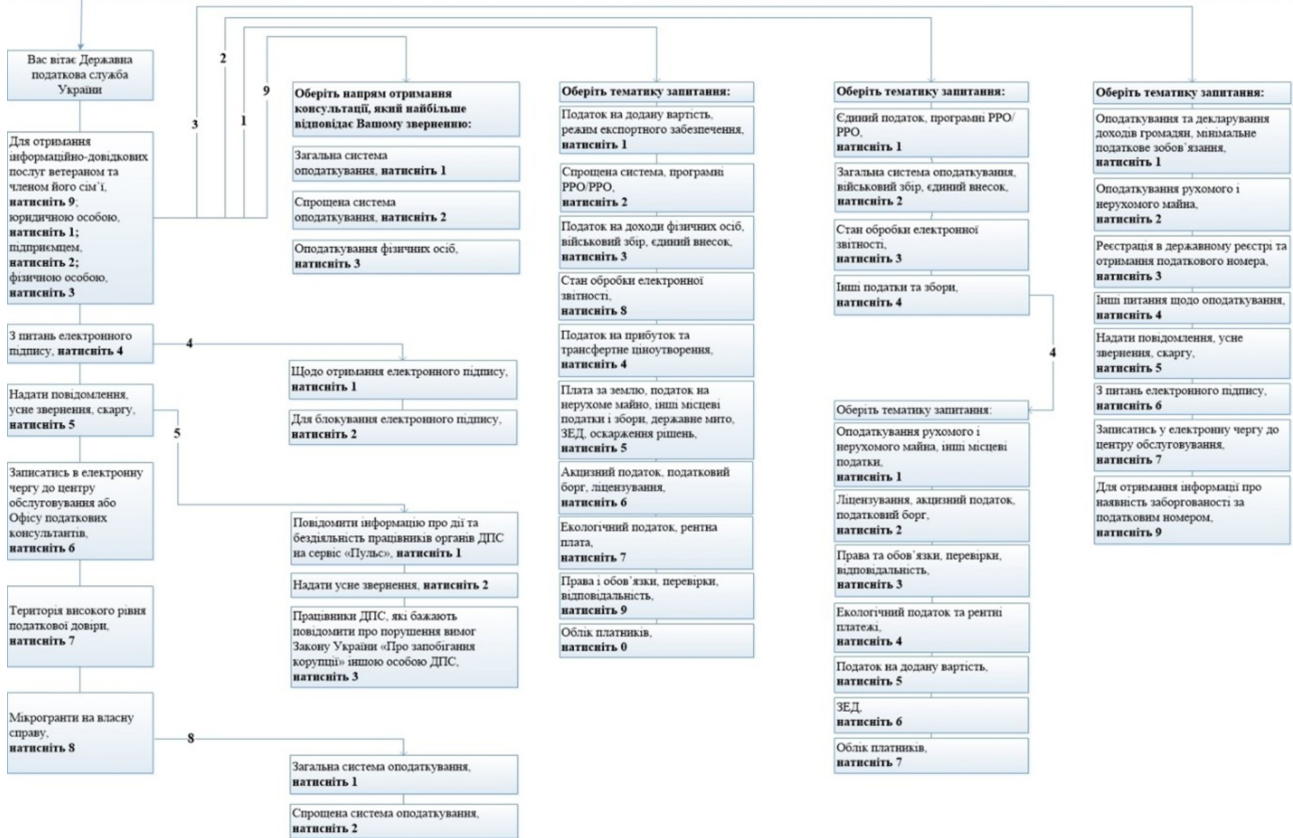 Вас вітає Державна
податкова служба
України
Для отримання
інформаційно-довідкових
послуг ветераном та
членом його сім`ї,
натисніть 9;
юридичною особою,
натисніть 1;
підприємцем,
натисніть 2;
фізичною особою,
натисніть 3
З питань електронного
підпису, натисніть 4
Надати повідомлення,
усне звернення, скаргу,
натисніть 5
Записатись в електронну
чергу до центру
обслуговування або
Офісу податкових
консультантів,
натисніть 6
Територія високого рівня
податкової довіри,
натисніть 7
Мікрогранти на власну
справу,
натисніть 8
3
2
1
9
4
5
8
Оберіть напрям отримання
консультації, який найбільше
відповідає Вашому зверненню:
Загальна система
оподаткування, натисніть 1
Спрощена система
оподаткування, натисніть 2
Оподаткування фізичних осіб,
натисніть 3
Щодо отримання електронного підпису,
натисніть 1
Для блокування електронного підпису,
натисніть 2
Повідомити інформацію про дії та
бездіяльність працівників органів ДПС
на сервіс «Пульс», натисніть 1
Надати усне звернення, натисніть 2
Працівники ДПС, які бажають
повідомити про порушення вимог
Закону України «Про запобігання
корупції» іншою особою ДПС,
натисніть 3
Загальна система оподаткування,
натисніть 1
Спрощена система оподаткування,
натисніть 2
Оберіть тематику запитання:
Податок на додану вартість,
режим експортного забезпечення,
натисніть 1
Спрощена система, програмні
РРО/РРО,
натисніть 2
Податок на доходи фізичних осіб,
військовий збір, єдиний внесок,
натисніть 3
Стан обробки електронної
звітності,
натисніть 8
Податок на прибуток та
трансфертне ціноутворення,
натисніть 4
Плата за землю, податок на
нерухоме майно, інші місцеві
податки і збори, державне мито,
ЗЕД, оскарження рішень,
натисніть 5
Акцизний податок, податковий
борг, ліцензування,
натисніть 6
Екологічний податок, рентна
плата,
натисніть 7
Права і обов`язки, перевірки,
відповідальність,
натисніть 9
Облік платників,
натисніть 0
Оберіть тематику запитання:
Єдиний податок, програмні РРО/
РРО,
натисніть 1
Загальна система оподаткування,
військовий збір, єдиний внесок,
натисніть 2
Стан обробки електронної
звітності,
натисніть 3
Інші податки та збори,
натисніть 4
4
Оберіть тематику запитання:
Оподаткування рухомого і
нерухомого майна, інші місцеві
податки,
натисніть 1
Ліцензування, акцизний податок,
податковий борг,
натисніть 2
Права та обов`язки, перевірки,
відповідальність,
натисніть 3
Екологічний податок та рентні
платежі,
натисніть 4
Податок на додану вартість,
натисніть 5
ЗЕД,
натисніть 6
Облік платників,
натисніть 7
Оберіть тематику запитання:
Оподаткування та декларування
доходів громадян, мінімальне
податкове зобов`язання,
натисніть 1
Оподаткування рухомого і
нерухомого майна,
натисніть 2
Реєстрація в державному реєстрі та
отримання податкового номера,
натисніть 3
Інші питання щодо оподаткування,
натисніть 4
Надати повідомлення, усне
звернення, скаргу,
натисніть 5
З питань електронного підпису,
натисніть 6
Записатись у електронну чергу до
центру обслуговування,
натисніть 7
Для отримання інформації про
наявність заборгованості за
податковим номером,
натисніть 9